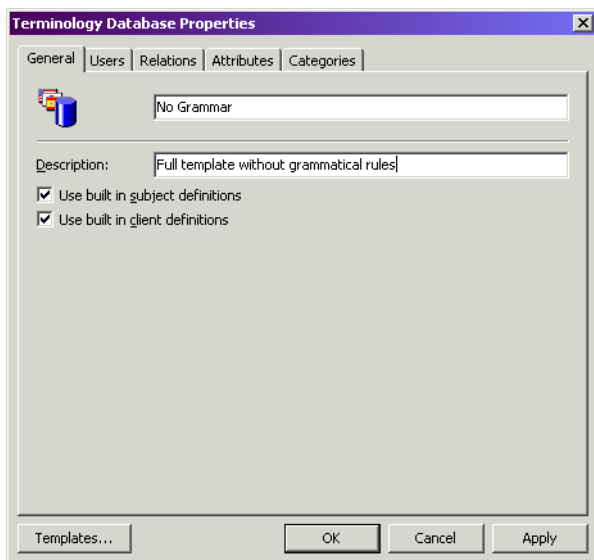 Terminology Database Properties
General Users Relations Attributes Categories
No Grammar
Description: Full template without grammatical rules
Use built in subject definitions
Use built in client definitions
Templates... OK Cancel Apply